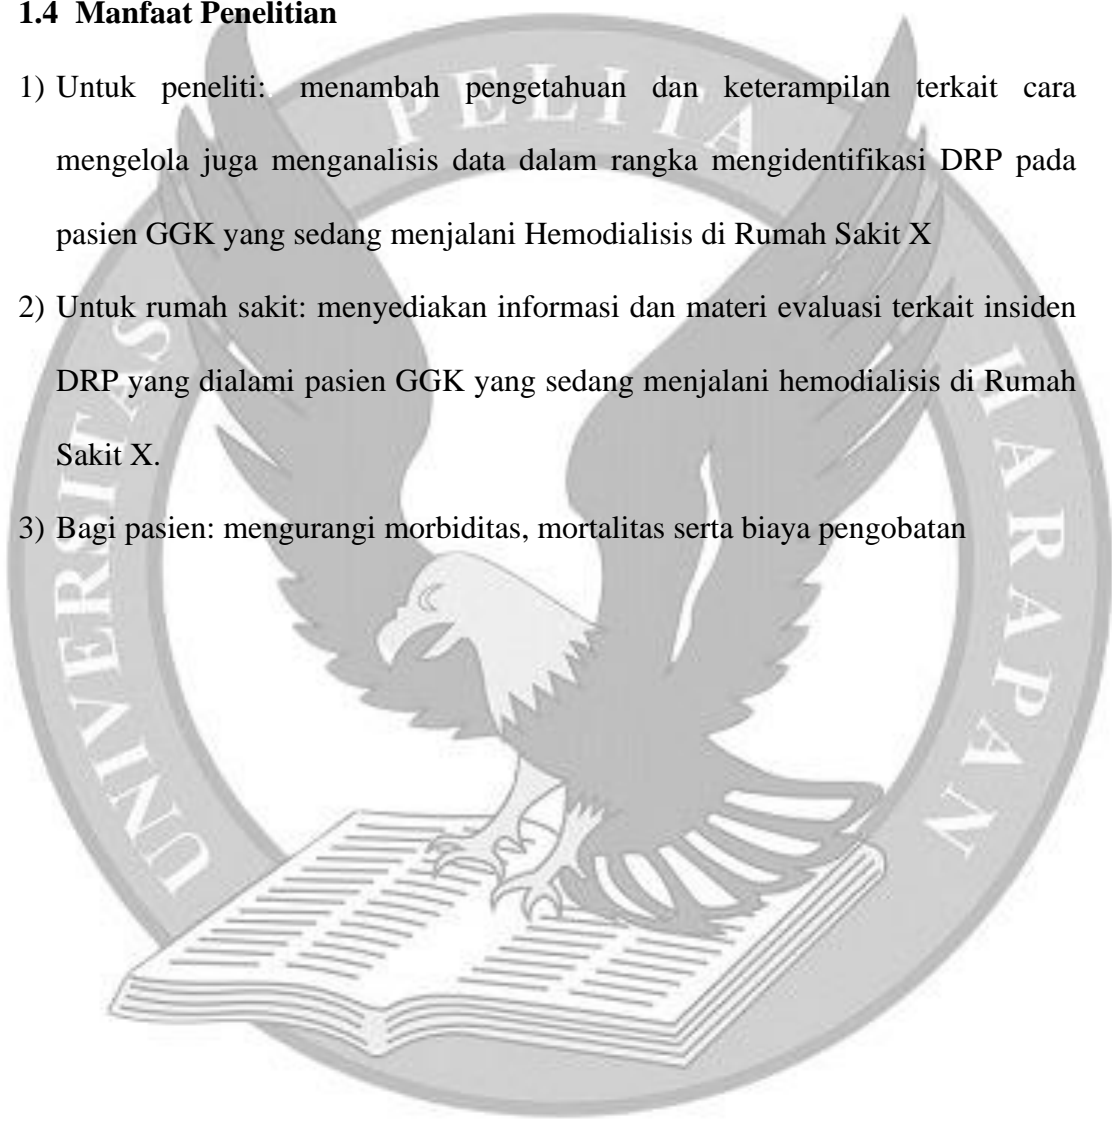 1.4 Manfaat Penelitian
1) Untuk peneliti: menambah pengetahuan dan keterampilan terkait cara
mengelola juga menganalisis data dalam rangka mengidentifikasi DRP pada
pasien GGK yang sedang menjalani Hemodialisis di Rumah Sakit X
2) Untuk rumah sakit: menyediakan informasi dan materi evaluasi terkait insiden
DRP yang dialami pasien GGK yang sedang menjalani hemodialisis di Rumah
Sakit X.
3) Bagi pasien: mengurangi morbiditas, mortalitas serta biaya pengobatan
UNIVERSITAS
PELITA
HARAPAN